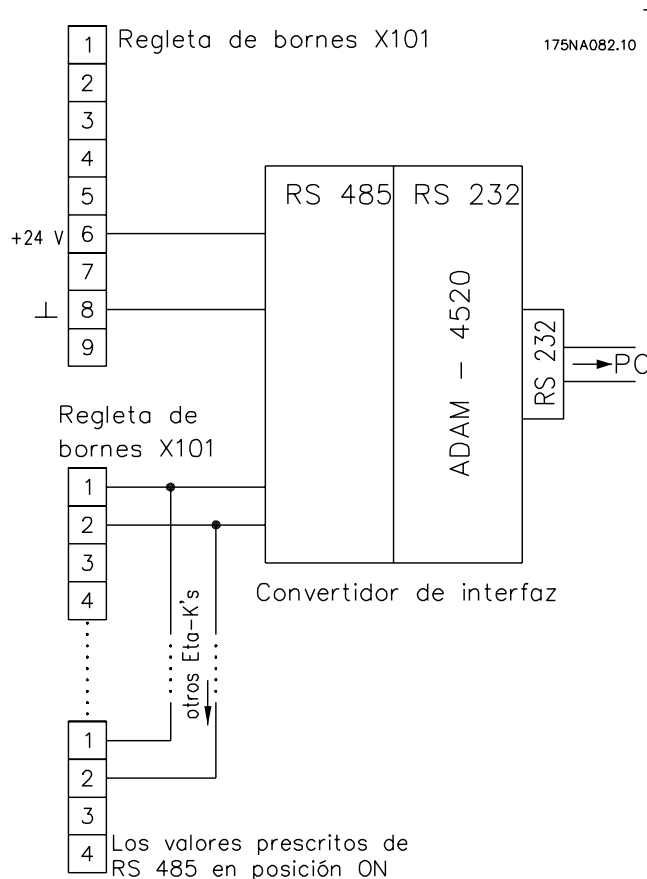 1
Regleta de bornes X101
175NA082.10
2
3
4
5
RS 485
RS 232
+24 V
6
7
8
9
ADAM - 4520
RS 232
PC
Regleta de
bornes X101
1
2
3
4
Convertidor de interfaz
otros Eta-K's
1
2
3
4
Los valores prescritos de
RS 485 en posición ON